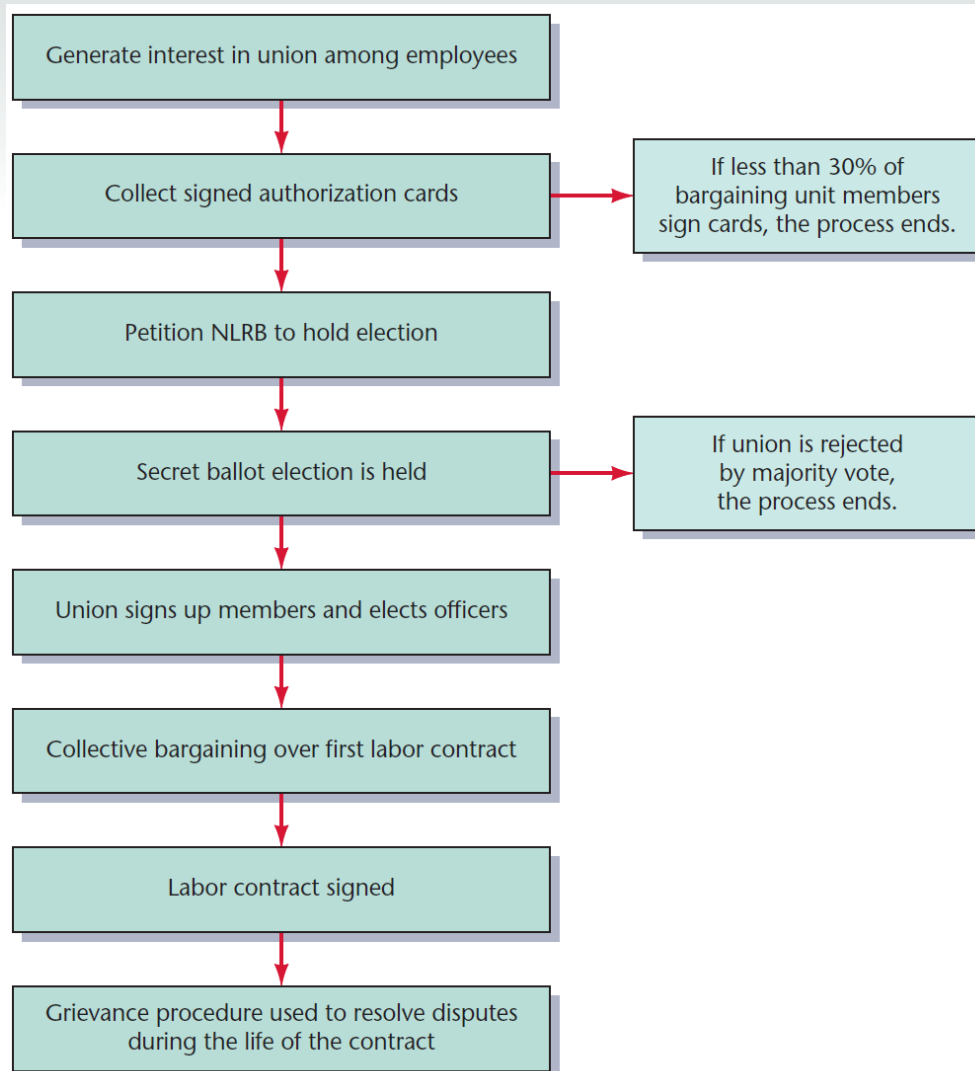 Generate interest in union among employees
Collect signed authorization cards
If less than 30% of
bargaining unit members
sign cards, the process ends.
Petition NLRB to hold election
Secret ballot election is held
If union is rejected
by majority vote,
the process ends.
Union signs up members and elects officers
Collective bargaining over first labor contract
Labor contract signed
Grievance procedure used to resolve disputes
during the life of the contract